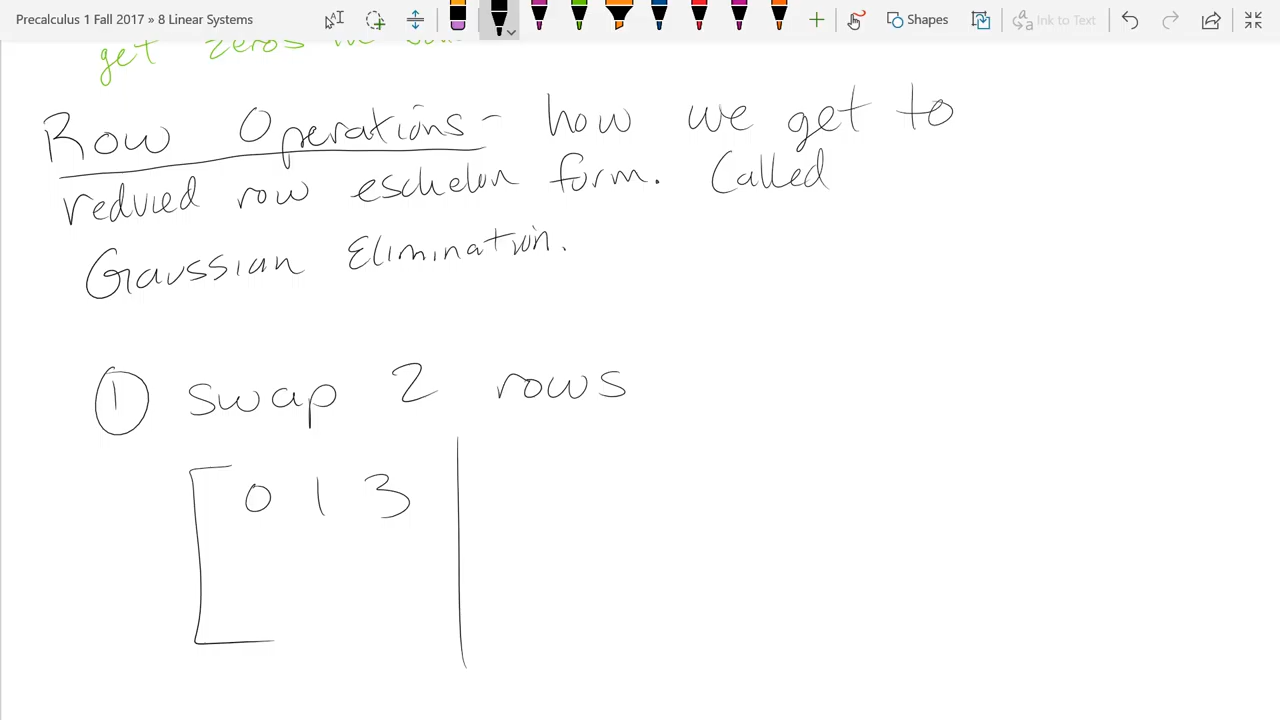 Precalculus 1 Fall 2017 » 8 Linear Systems
Shapes
Ink to Text
get zeros we
Row Operations - how we get to
reduced row eschelon form. Called
Gaussian Elimination.
① swap 2 rows
0 1 3